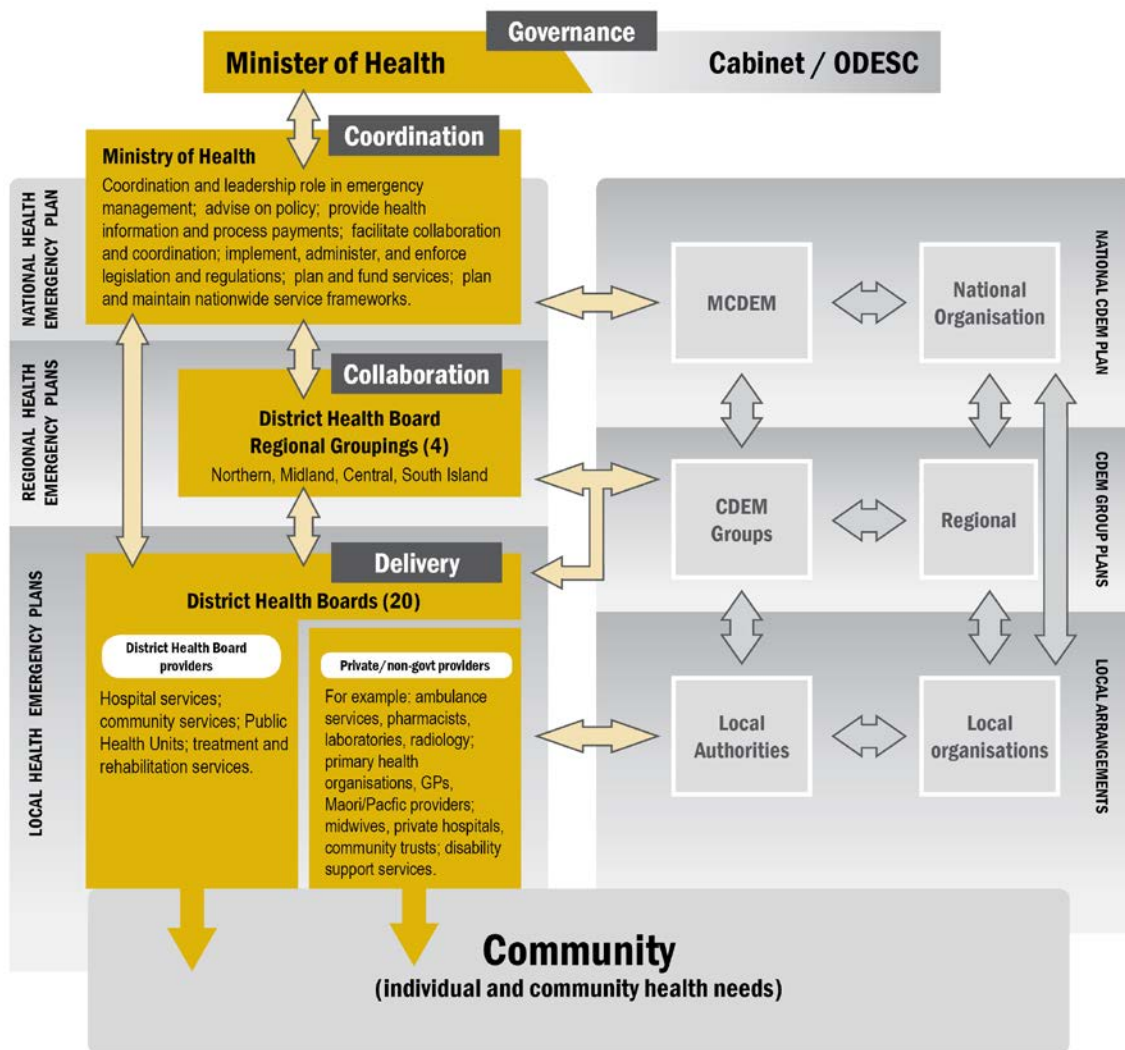 Governance
Minister of Health
Cabinet / ODESC
Coordination
Ministry of Health
Coordination and leadership role in emergency
management; advise on policy; provide health
information and process payments; facilitate collaboration
and coordination; implement, administer, and enforce
legislation and regulations; plan and fund services; plan
and maintain nationwide service frameworks.
NATIONAL HEALTH
EMERGENCY PLAN
MCDEM
National
Organisation
NATIONAL CDEM PLAN
REGIONAL HEALTH
EMERGENCY PLANS
Collaboration
District Health Board
Regional Groupings (4)
Northern, Midland, Central, South Island
CDEM
Groups
Regional
CDEM GROUP PLANS
LOCAL HEALTH EMERGENCY PLANS
Delivery
District Health Boards (20)
District Health Board
providers
Hospital services;
community services; Public
Health Units; treatment and
rehabilitation services.
Private/non-govt providers
For example: ambulance
services, pharmacists,
laboratories, radiology;
primary health
organisations, GPs,
Maori/Pacfic providers;
midwives, private hospitals,
community trusts; disability
support services.
Local
Authorities
Local
organisations
LOCAL ARRANGEMENTS
Community
(individual and community health needs)